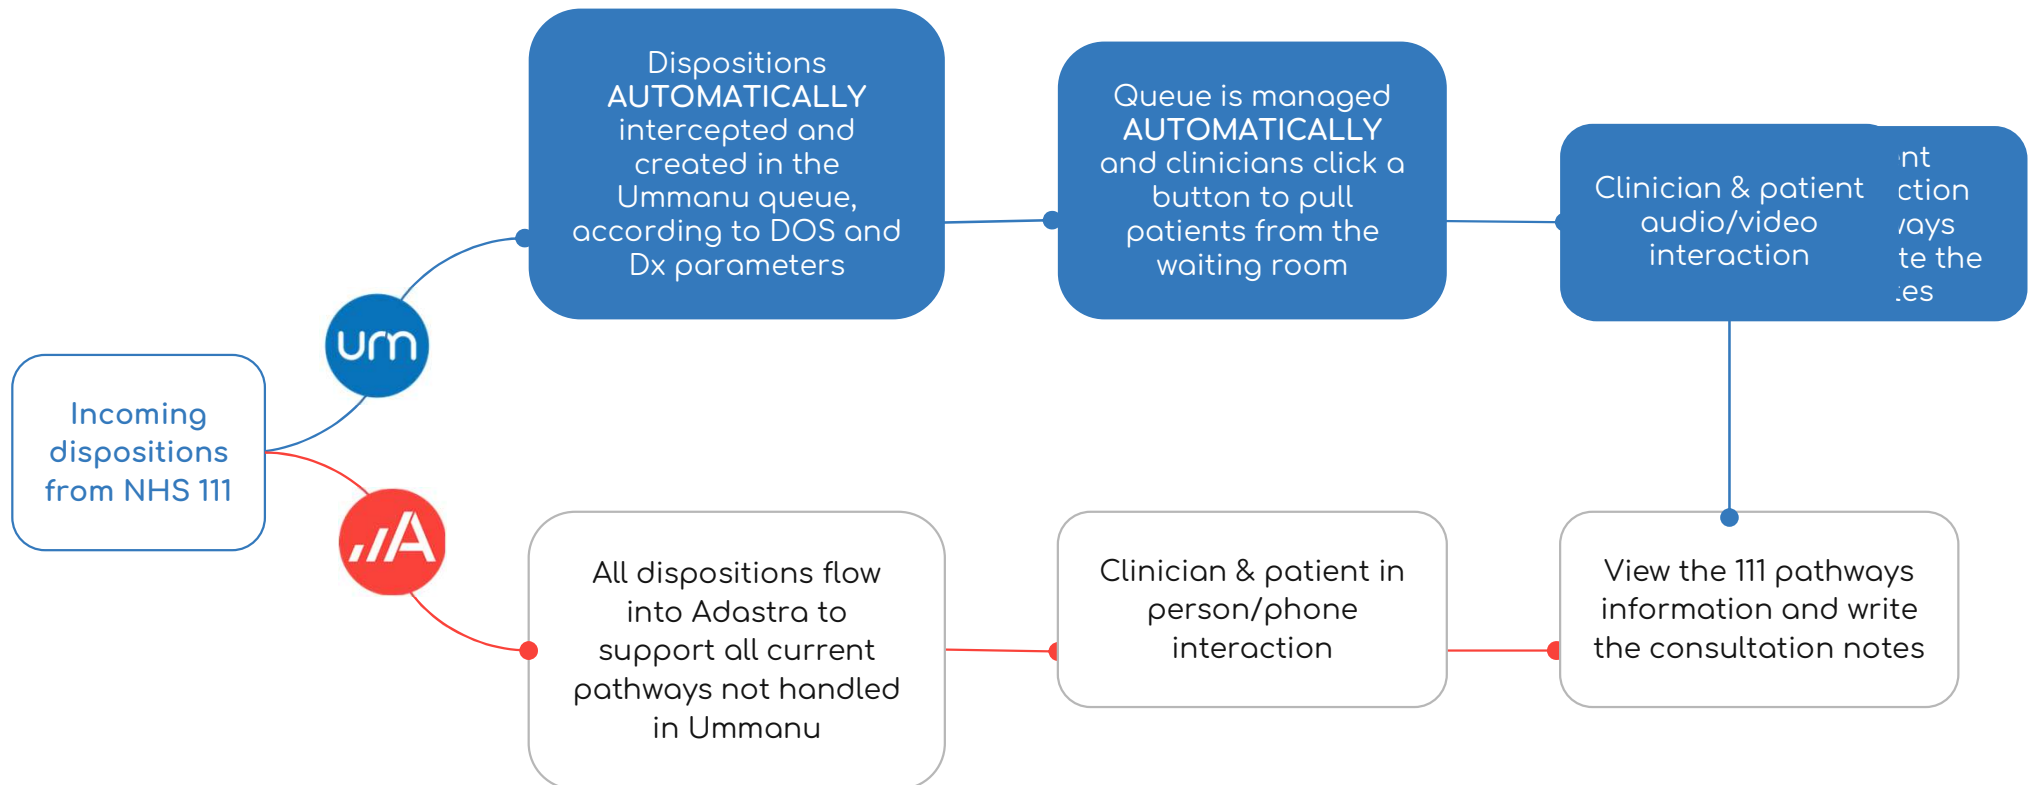 Dispositions
AUTOMATICALLY
intercepted and
created in the
Ummanu queue,
according to DOS and
Dx parameters
Queue is managed
AUTOMATICALLY
and clinicians click a
button to pull
patients from the
waiting room
Clinician & patient
audio/video
interaction
te the
um
Incoming
dispositions
from NHS 111
A
All dispositions flow
into Adastra to
support all current
pathways not handled
in Ummanu
Clinician & patient in
person/phone
interaction
View the 111 pathways
information and write
the consultation notes